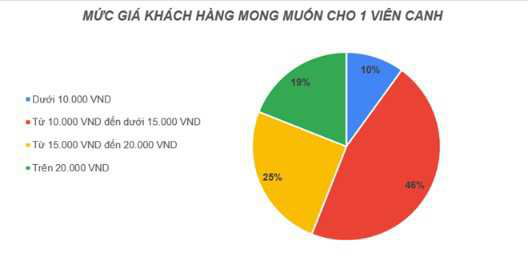 MỨC GIÁ KHÁCH HÀNG MONG MUỐN CHO 1 VIÊN CANH
Dưới 10.000 VND
Từ 10.000 VND đến dưới 15.000 VND
Từ 15.000 VND đến 20.000 VND
Trên 20.000 VND
10%
19%
25%
46%